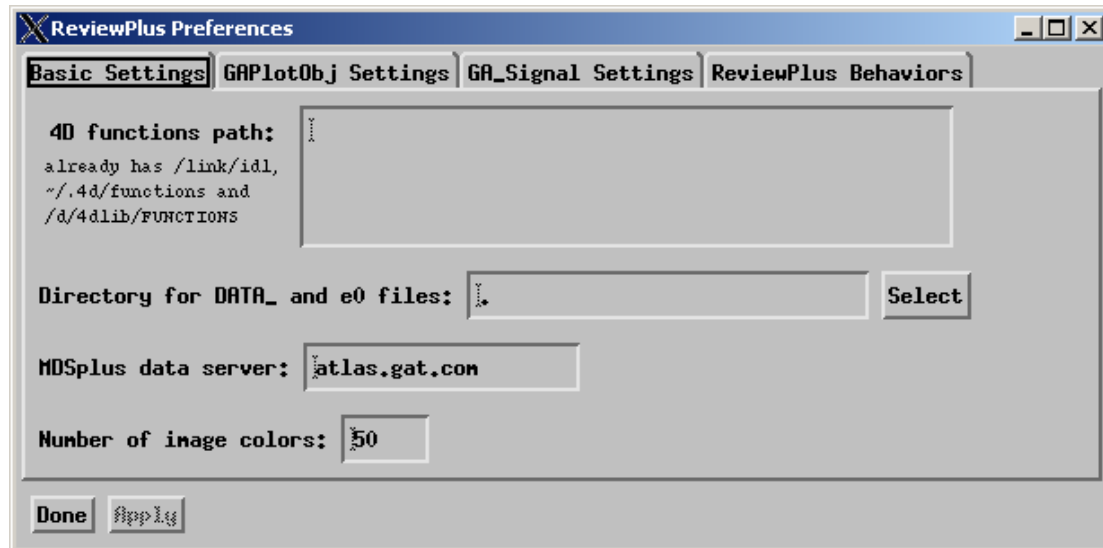 ReviewPlus Preferences
Basic Settings GAPlotObj Settings GA_Signal Settings ReviewPlus Behaviors
4D functions path:
already has /link/idl,
~/.4d/functions and
/d/4dlib/FUNCTIONS
Directory for DATA_ and e0 files: . Select
MDSplus data server: atlas.gat.com
Number of image colors: 50
Done Apply